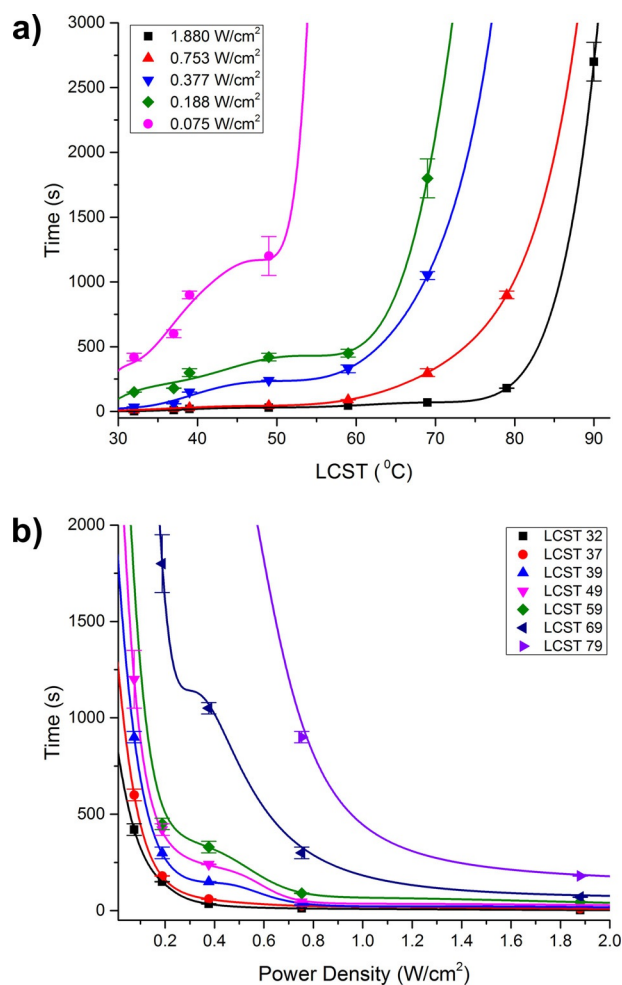 a)
3000
2500
2000
1500
1000
500
0
Time (s)
1.880 W/cm²
0.753 W/cm²
0.377 W/cm²
0.188 W/cm²
0.075 W/cm²
30 40 50 60 70 80 90
LCST (⁰C)
b)
2000
1500
1000
500
0
Time (s)
LCST 32
LCST 37
LCST 39
LCST 49
LCST 59
LCST 69
LCST 79
0.2 0.4 0.6 0.8 1.0 1.2 1.4 1.6 1.8 2.0
Power Density (W/cm²)